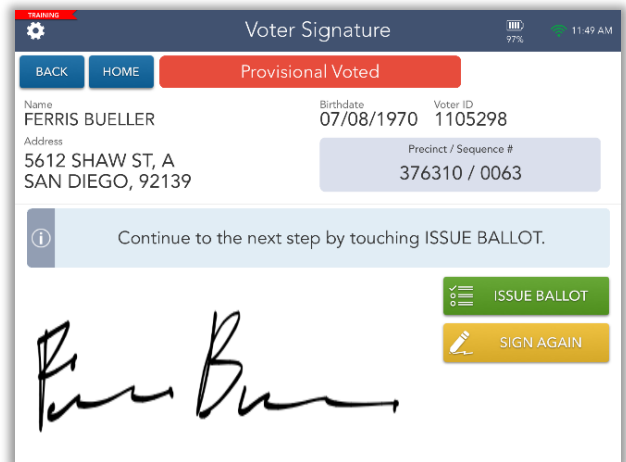 TRAINING
Voter Signature
97%
11:49 AM
BACK
HOME
Provisional Voted
Name
FERRIS BUELLER
Birthdate
07/08/1970
Voter ID
1105298
Address
5612 SHAW ST, A
SAN DIEGO, 92139
Precinct / Sequence #
376310 / 0063
Continue to the next step by touching ISSUE BALLOT.
ISSUE BALLOT
SIGN AGAIN